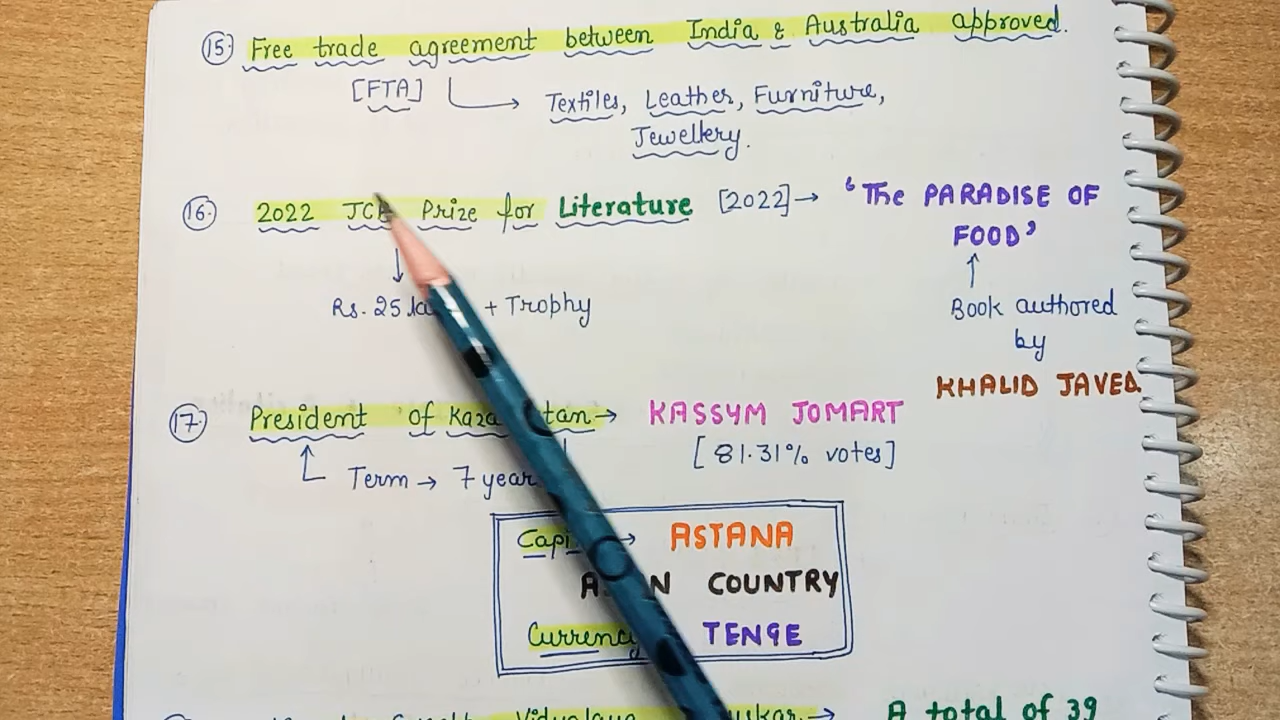 15) Free trade agreement between India & Australia approved.
[FTA] → Textiles, Leather, Furniture,
Jewellery.
16. 2022 JCB Prize for Literature [2022] → 'The PARADISE OF
FOOD'
↓ ↑
Rs. 25 + Trophy Book authored
by
KHALID JAVED
17. President of → KASSYM JOMART
[81.31% votes]
Term → 7 year
→ ASTANA
COUNTRY
Currency TENGE
Vidyalaya → A total of 39